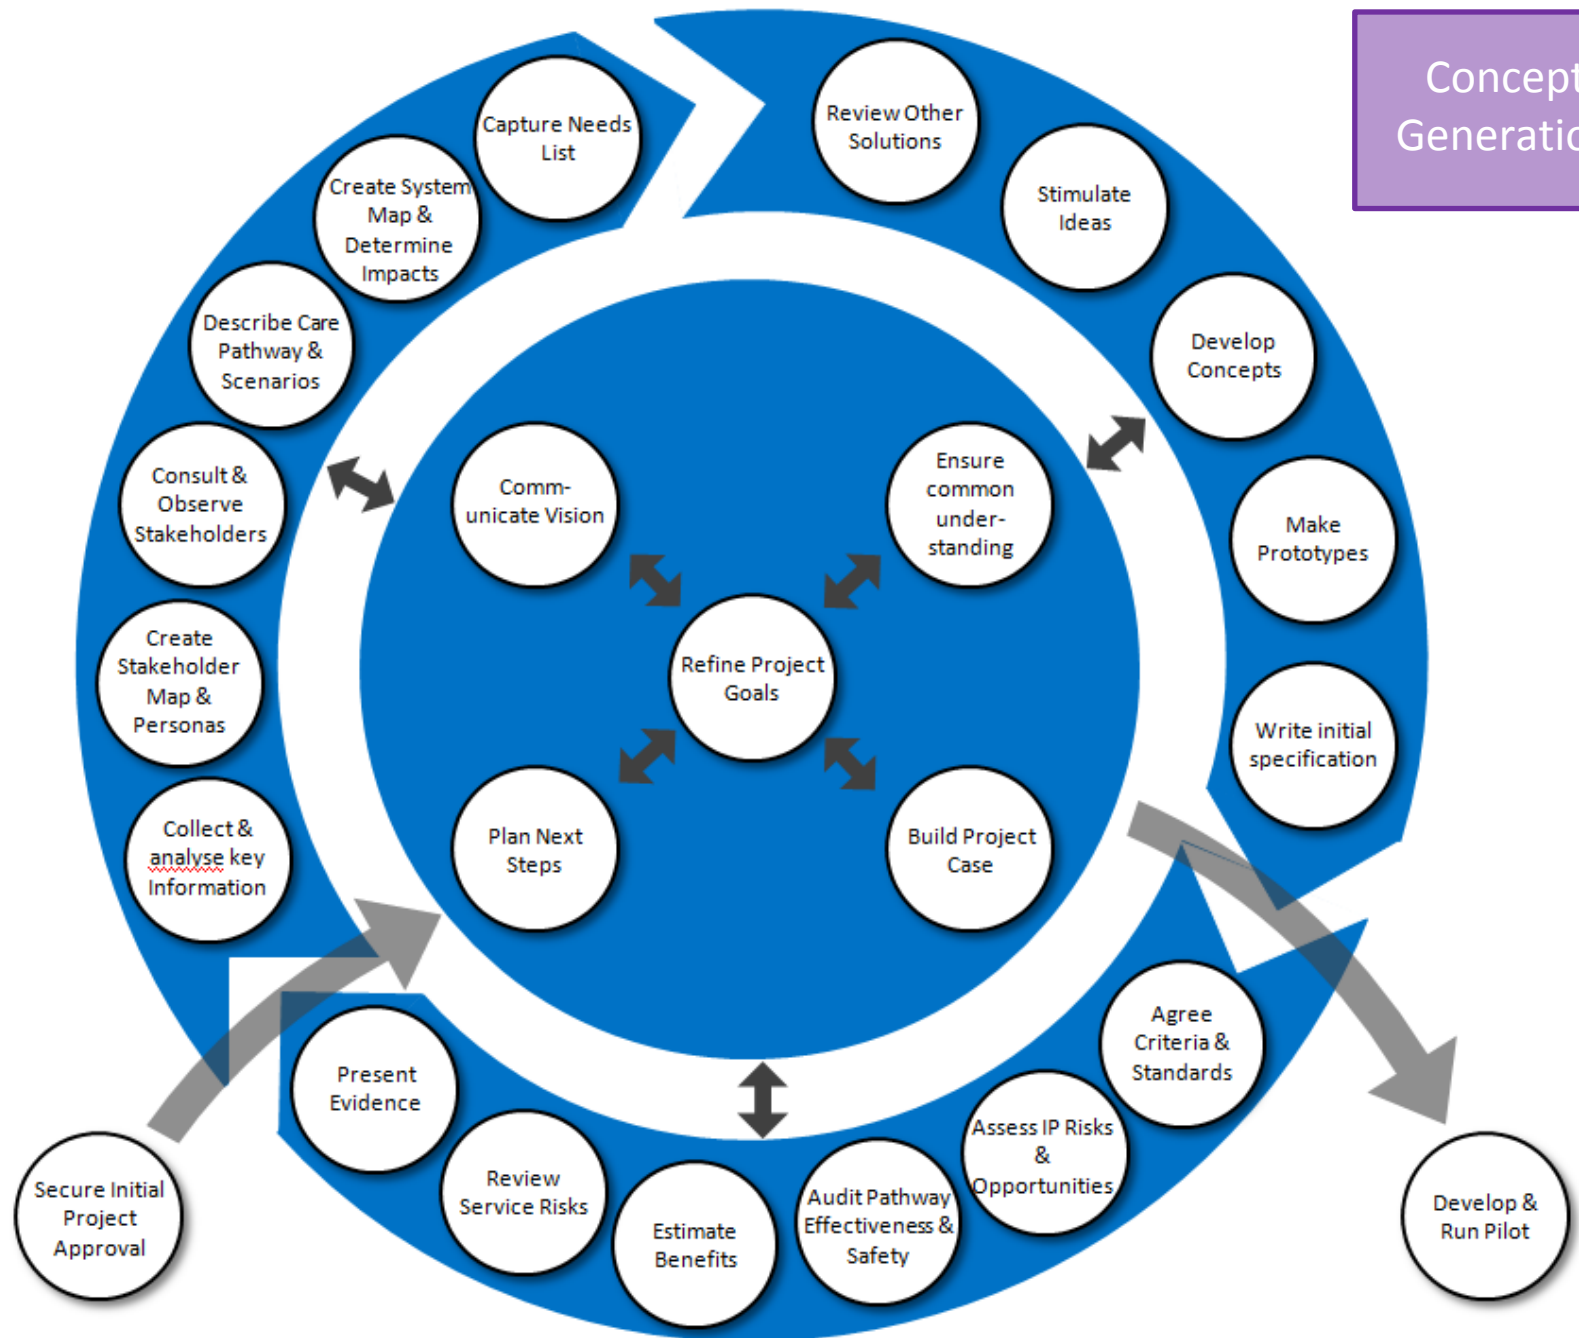 Concept
Generatio
Capture Needs
List
Review Other
Solutions
Create System
Map &
Determine
Impacts
Stimulate
Ideas
Describe Care
Pathway &
Scenarios
Develop
Concepts
Consult &
Observe
Stakeholders
Comm-
unicate Vision
Ensure
common
under-
standing
Make
Prototypes
Create
Stakeholder
Map &
Personas
Refine Project
Goals
Write initial
specification
Collect &
analyse key
Information
Plan Next
Steps
Build Project
Case
Present
Evidence
Agree
Criteria &
Standards
Review
Service Risks
Assess IP Risks
&
Opportunities
Estimate
Benefits
Audit Pathway
Effectiveness &
Safety
Secure Initial
Project
Approval
Develop &
Run Pilot